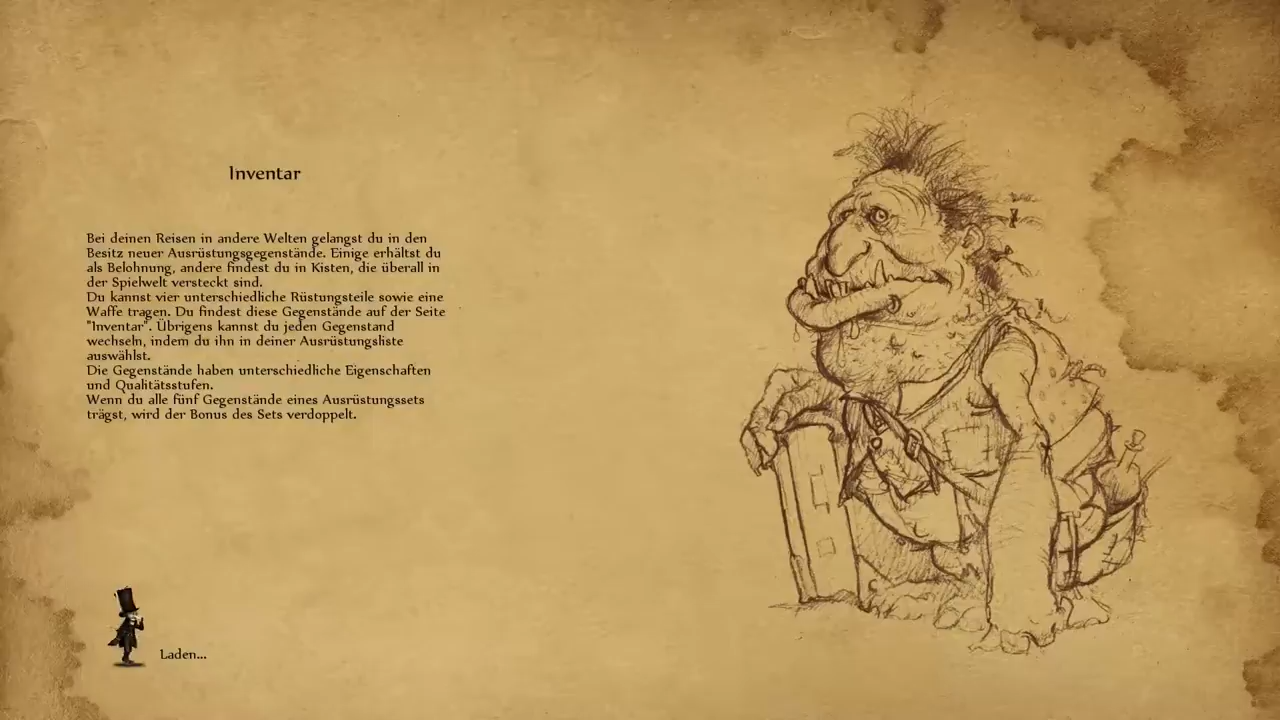 Inventar
Bei deinen Reisen in andere Welten gelangst du in den
Besitz neuer Ausrüstungsgegenstände. Einige erhältst du
als Belohnung, andere findest du in Kisten, die überall in
der Spielwelt versteckt sind.
Du kannst vier unterschiedliche Rüstungsteile sowie eine
Waffe tragen. Du findest diese Gegenstände auf der Seite
"Inventar". Übrigens kannst du jeden Gegenstand
wechseln, indem du ihn in deiner Ausrüstungsliste
auswählst.
Die Gegenstände haben unterschiedliche Eigenschaften
und Qualitätsstufen.
Wenn du alle fünf Gegenstände eines Ausrüstungssets
trägst, wird der Bonus des Sets verdoppelt.
Laden...